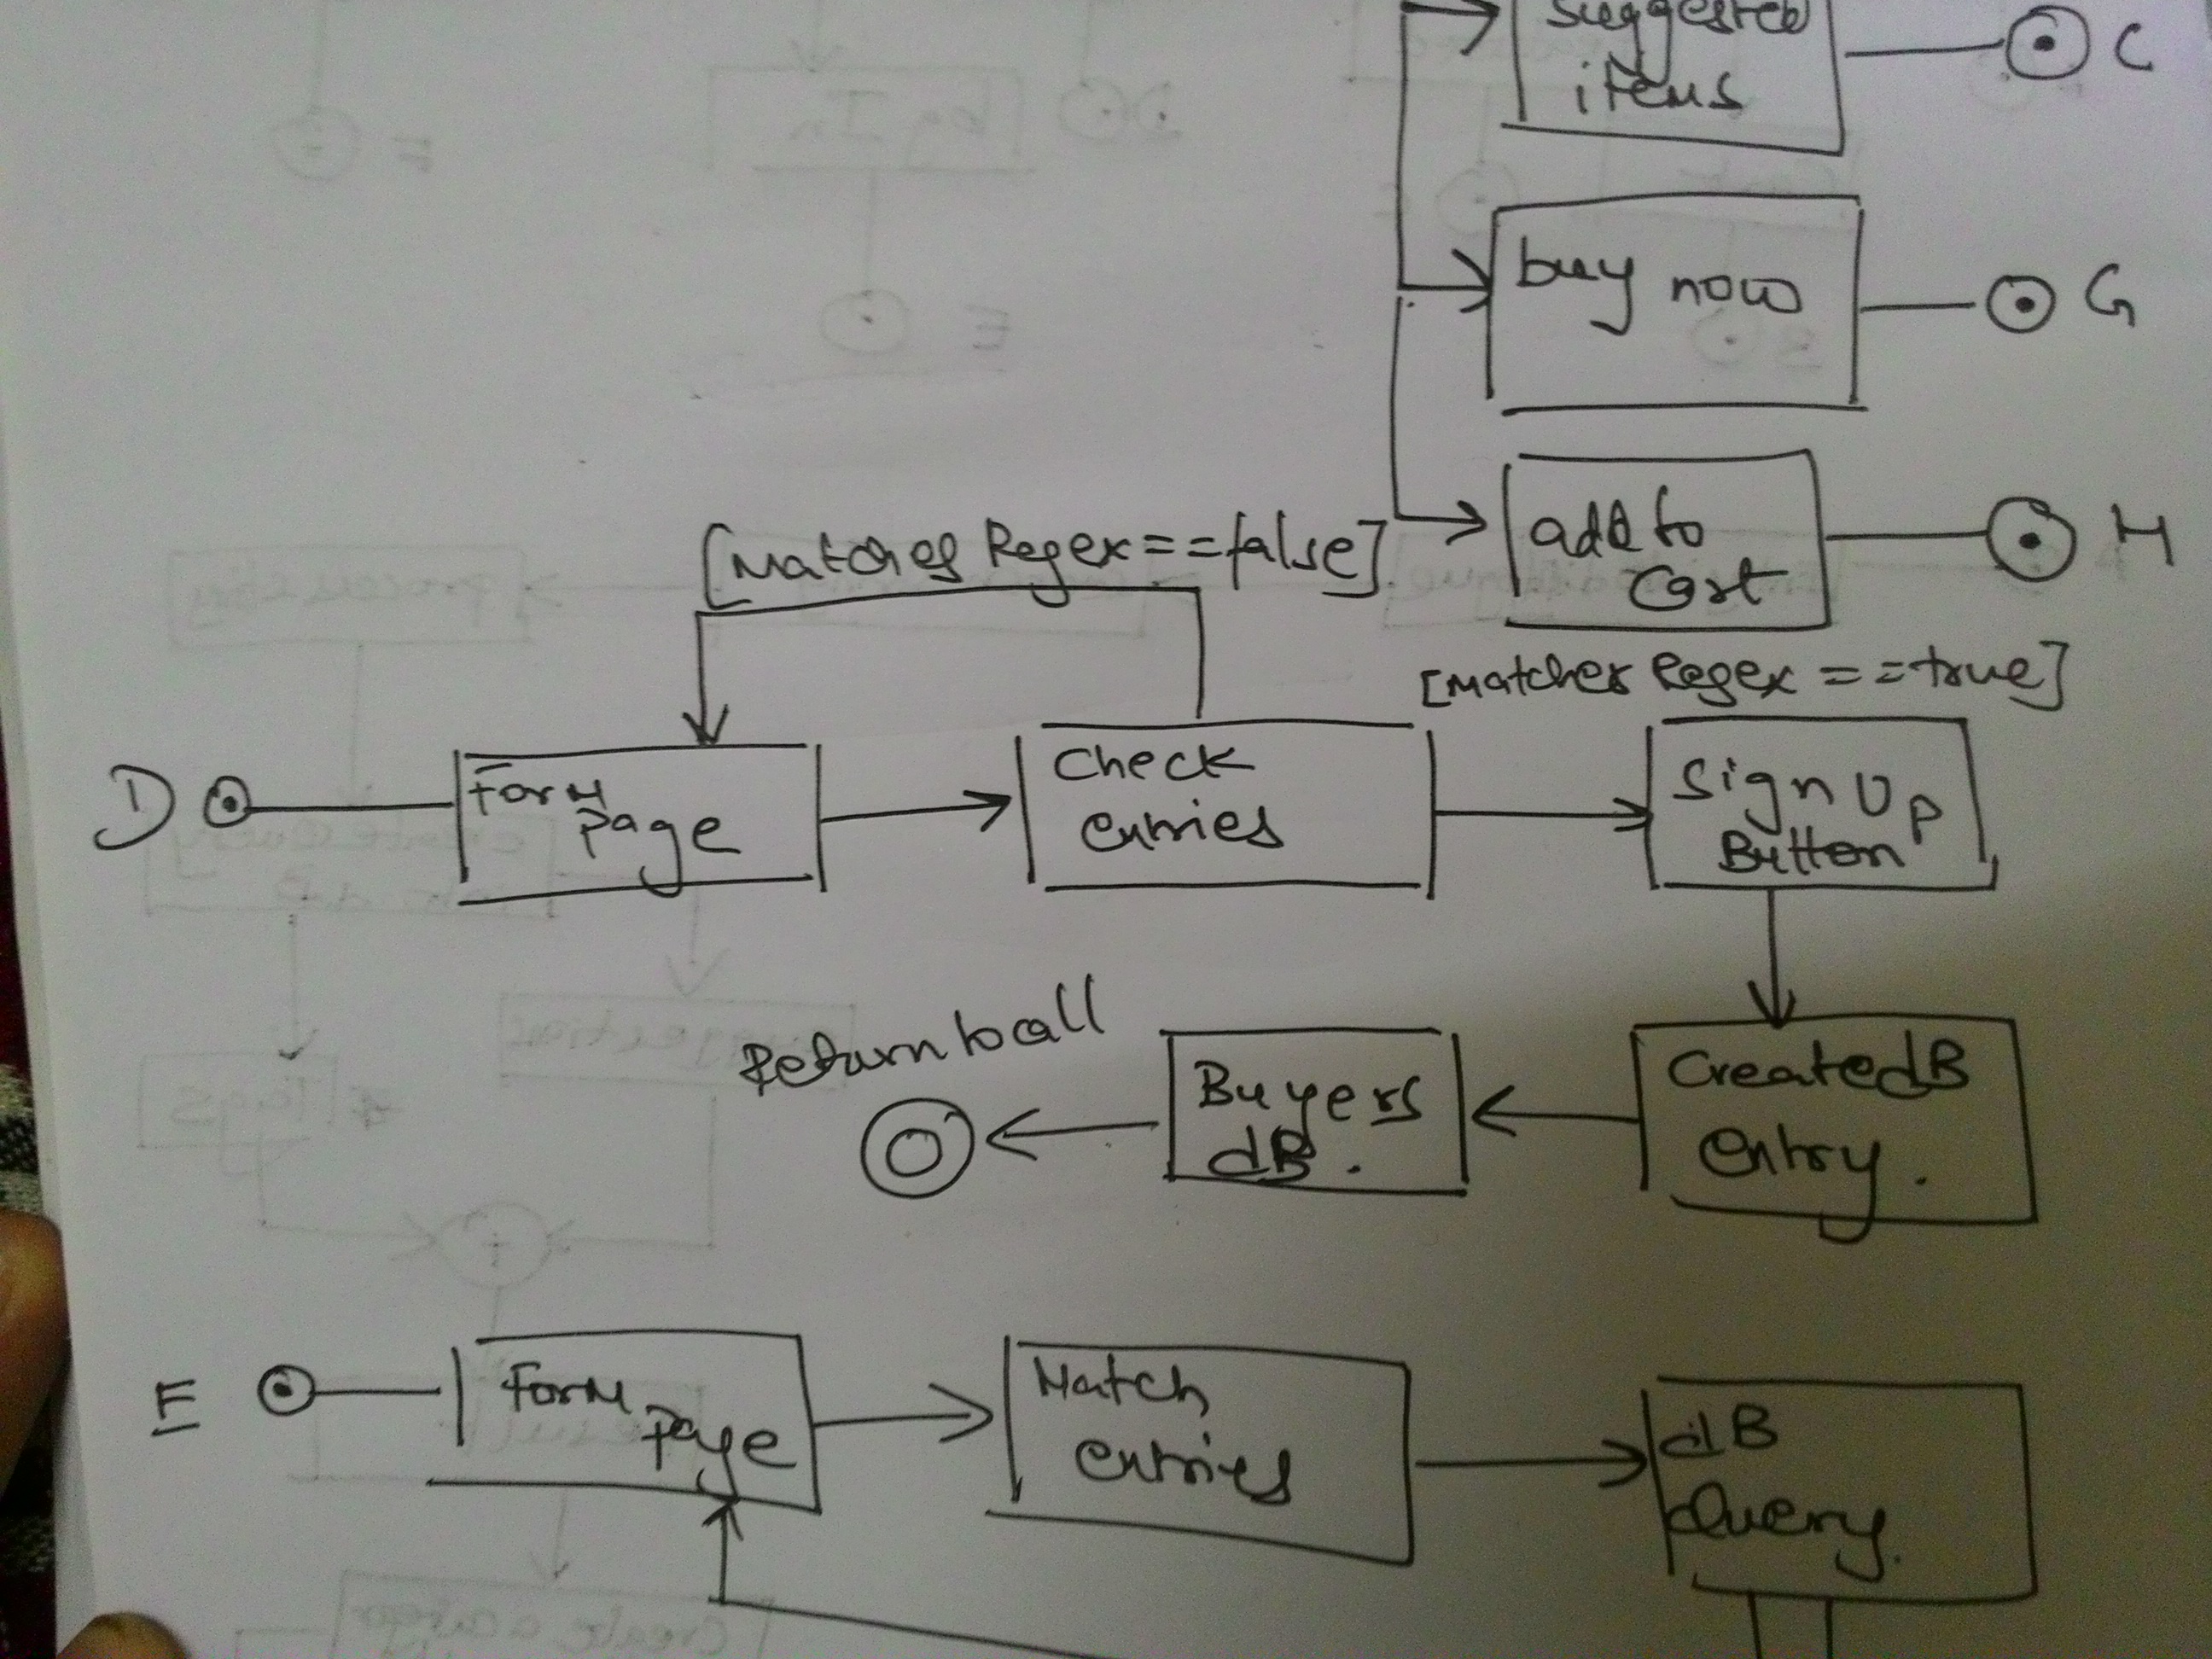 suggested
items
C
buy now
G
add to
Cart
H
[Matches Regex==false]
[Matches Regex ==true]
D
Form
Page
Check
entries
Sign Up
Button
Return to call
Buyers
dB.
Create dB
entry.
E
Form
Page
Match
entries
dB
Query.